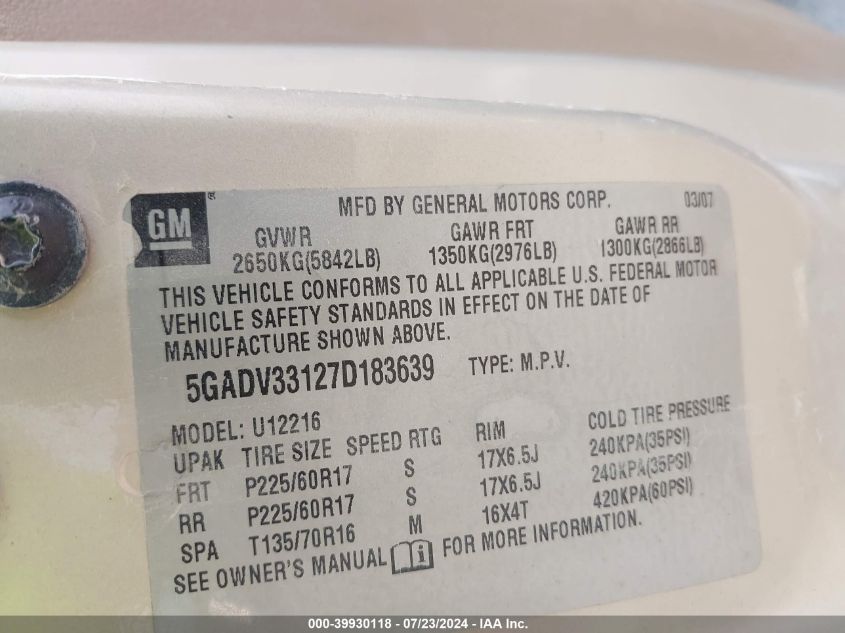 GM ®
MFD BY GENERAL MOTORS CORP. 03/07
GVWR GAWR FRT GAWR RR
2650KG(5842LB) 1350KG(2976LB) 1300KG(2866LB)
THIS VEHICLE CONFORMS TO ALL APPLICABLE U.S. FEDERAL MOTOR
VEHICLE SAFETY STANDARDS IN EFFECT ON THE DATE OF
MANUFACTURE SHOWN ABOVE.
5GADV33127D183639 TYPE: M.P.V.
MODEL: U12216
UPAK TIRE SIZE SPEED RTG RIM COLD TIRE PRESSURE
FRT P225/60R17 S 17X6.5J 240KPA(35PSI)
RR P225/60R17 S 17X6.5J 240KPA(35PSI)
SPA T135/70R16 M 16X4T 420KPA(60PSI)
SEE OWNER'S MANUAL i FOR MORE INFORMATION.
000-39930118 - 07/23/2024 - IAA Inc.